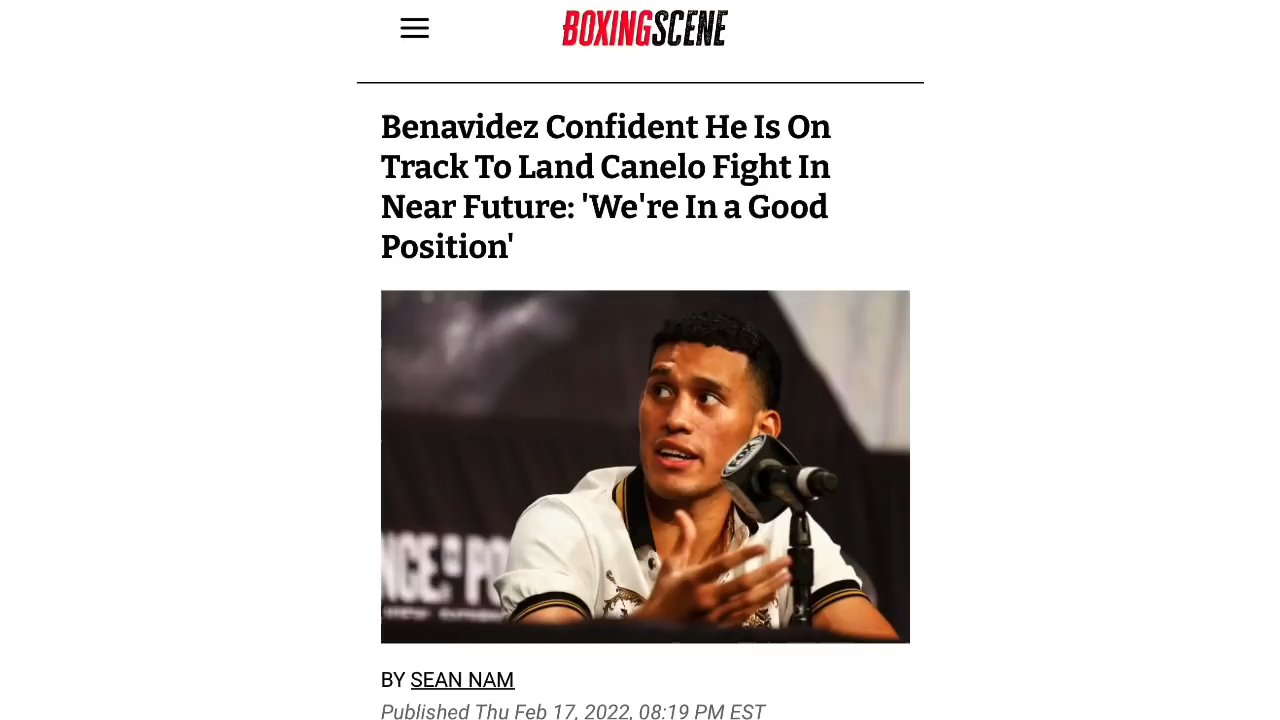 BOXINGSCENE
Benavidez Confident He Is On
Track To Land Canelo Fight In
Near Future: 'We're In a Good
Position'
BY SEAN NAM
Published Thu Feb 17, 2022, 08:19 PM EST